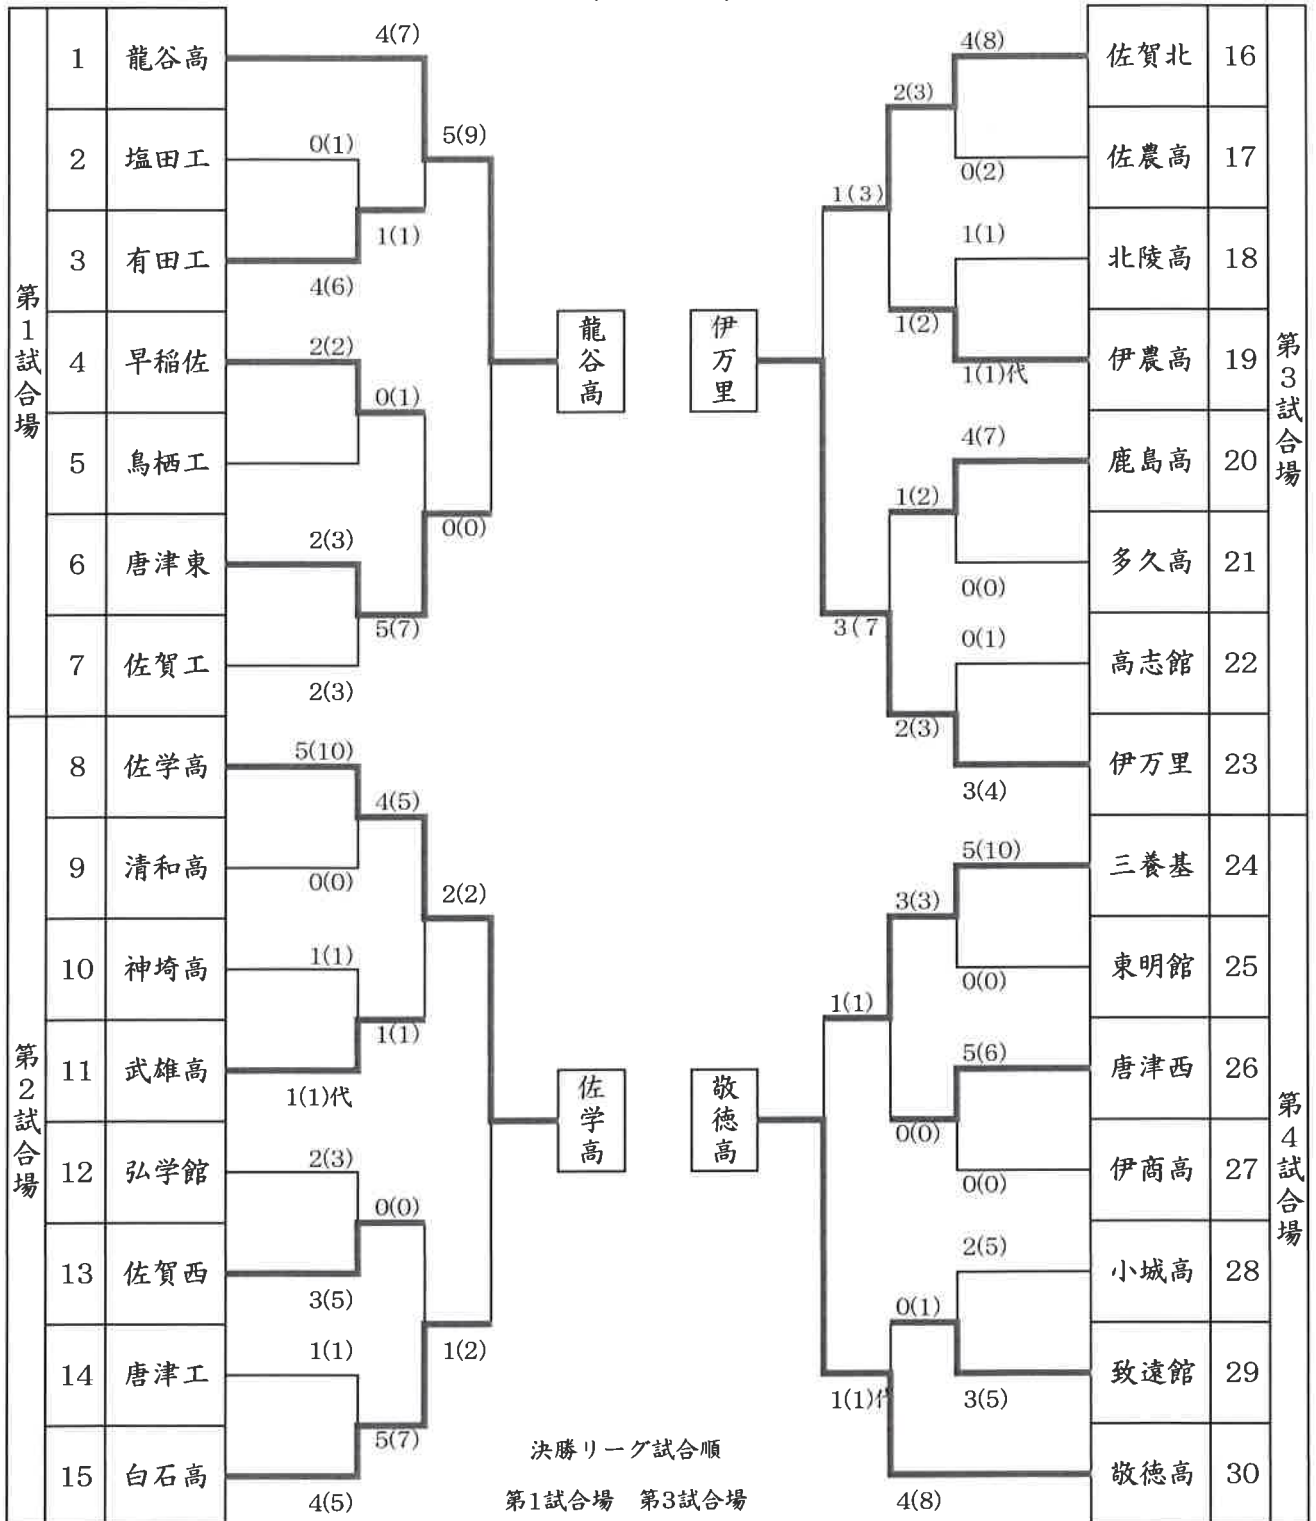 第1試合場
1 龍谷高
2 塩田工
3 有田工
4 早稲佐
5 鳥栖工
6 唐津東
7 佐賀工
第2試合場
8 佐学高
9 清和高
10 神埼高
11 武雄高
12 弘学館
13 佐賀西
14 唐津工
15 白石高
4(7)
0(1)
5(9)
1(1)
4(6)
2(2)
0(1)
0(0)
2(3)
5(7)
2(3)
5(10)
4(5)
0(0)
2(2)
1(1)
1(1)
1(1)代
2(3)
0(0)
3(5)
1(1)
1(2)
5(7)
4(5)
龍谷高
佐学高
伊万里
敬徳高
4(8)
2(3)
0(2)
1(3)
1(1)
1(2)
1(1)代
4(7)
1(2)
0(0)
3(7
0(1)
2(3)
3(4)
5(10)
3(3)
0(0)
1(1)
5(6)
0(0)
0(0)
2(5)
0(1)
1(1)代
3(5)
4(8)
佐賀北 16
佐農高 17
北陵高 18
伊農高 19
鹿島高 20
多久高 21
高志館 22
伊万里 23
第3試合場
三養基 24
東明館 25
唐津西 26
伊商高 27
小城高 28
致遠館 29
敬徳高 30
第4試合場
決勝リーグ試合順
第1試合場 第3試合場